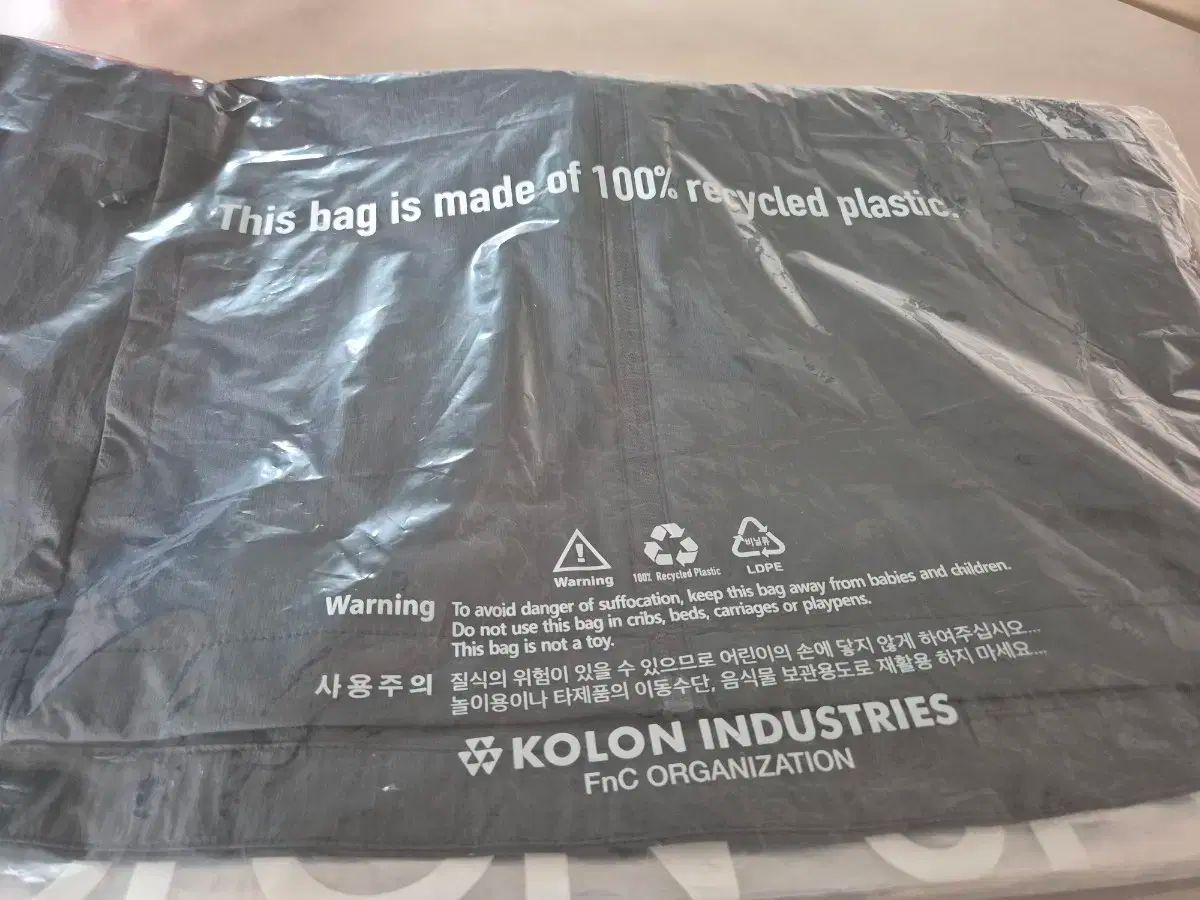 This bag is made of 100% recycled plastic.
비닐류
Warning
100% Recycled Plastic
LDPE
Warning
To avoid danger of suffocation, keep this bag away from babies and children.
Do not use this bag in cribs, beds, carriages or playpens.
This bag is not a toy.
사용주의
질식의 위험이 있을 수 있으므로 어린이의 손에 닿지 않게 하여주십시오...
놀이용이나 타제품의 이동수단, 음식물 보관용도로 재활용 하지 마세요...
KOLON INDUSTRIES
FnC ORGANIZATION